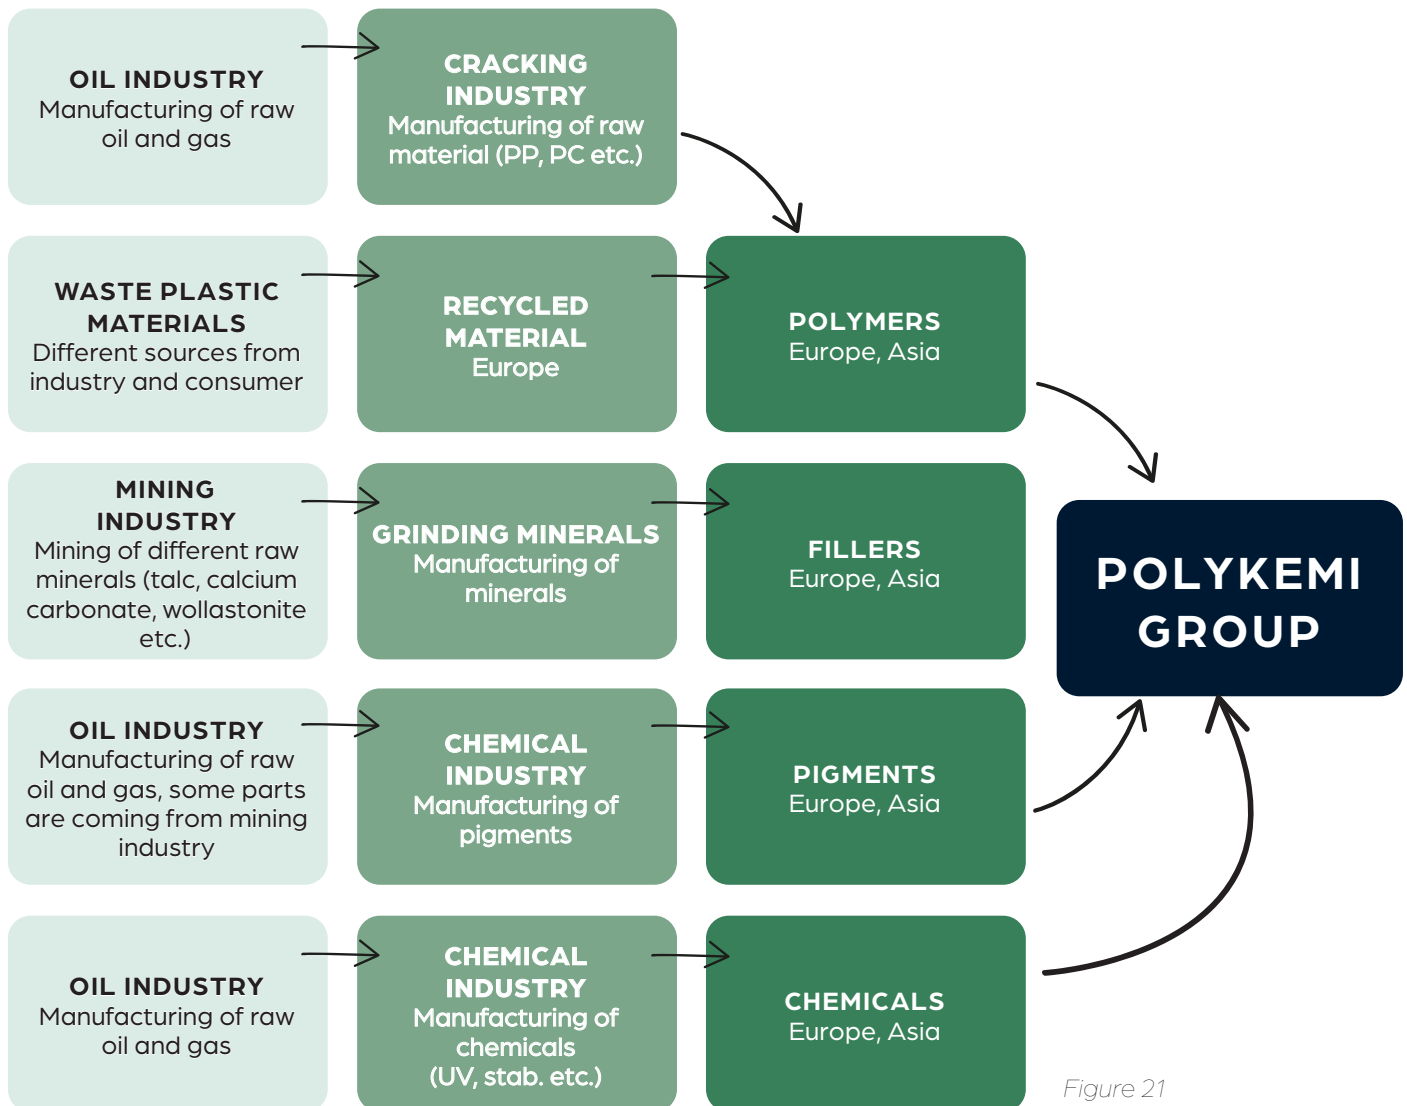 OIL INDUSTRY
Manufacturing of raw
oil and gas
CRACKING
INDUSTRY
Manufacturing of raw
material (PP, PC etc.)
WASTE PLASTIC
MATERIALS
Different sources from
industry and consumer
RECYCLED
MATERIAL
Europe
POLYMERS
Europe, Asia
MINING
INDUSTRY
Mining of different raw
minerals (talc, calcium
carbonate, wollastonite
etc.)
GRINDING MINERALS
Manufacturing of
minerals
FILLERS
Europe, Asia
POLYKEMI
GROUP
OIL INDUSTRY
Manufacturing of raw
oil and gas, some parts
are coming from mining
industry
CHEMICAL
INDUSTRY
Manufacturing of
pigments
PIGMENTS
Europe, Asia
OIL INDUSTRY
Manufacturing of raw
oil and gas
CHEMICAL
INDUSTRY
Manufacturing of
chemicals
(UV, stab. etc.)
CHEMICALS
Europe, Asia
Figure 21